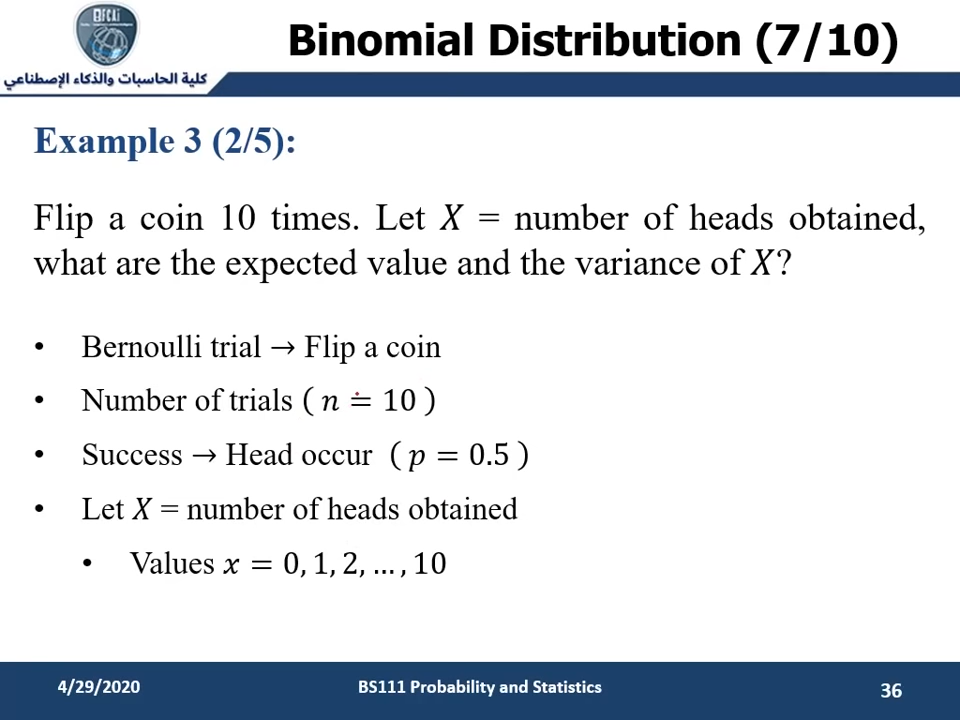 BFCAI
كلية الحاسبات والذكاء الإصطناعي
Binomial Distribution (7/10)
Example 3 (2/5):
Flip a coin 10 times. Let X = number of heads obtained,
what are the expected value and the variance of X?
• Bernoulli trial → Flip a coin
• Number of trials ( n = 10 )
• Success → Head occur ( p = 0.5 )
• Let X = number of heads obtained
• Values x = 0, 1, 2, … , 10
4/29/2020
BS111 Probability and Statistics
36